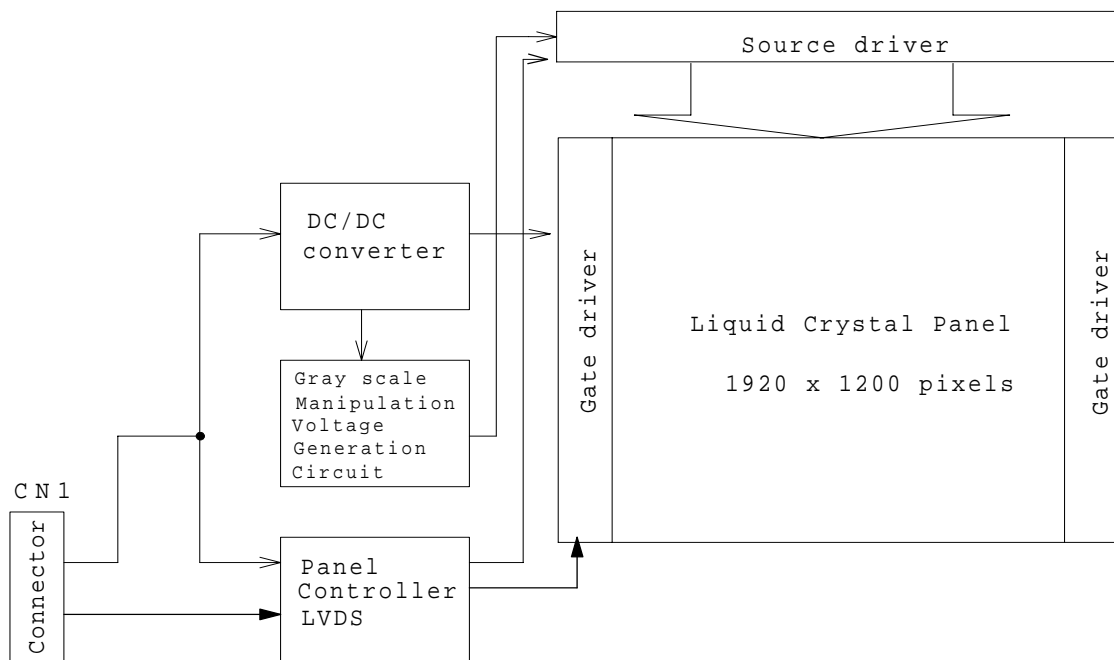 Source driver
DC/DC
converter
Gate driver
Liquid Crystal Panel
1920 x 1200 pixels
Gate driver
Gray scale
Manipulation
Voltage
Generation
Circuit
CN1
Connector
Panel
Controller
LVDS